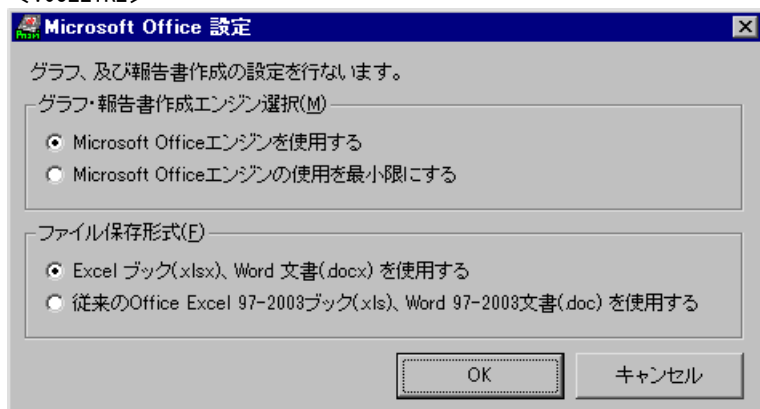 Microsoft Office 設定
グラフ、及び報告書作成の設定を行ないます。
グラフ・報告書作成エンジン選択(M)
Microsoft Officeエンジンを使用する
Microsoft Officeエンジンの使用を最小限にする
ファイル保存形式(F)
Excel ブック(xlsx)、Word 文書(docx) を使用する
従来のOffice Excel 97-2003ブック(xls)、Word 97-2003文書(doc) を使用する
OK キャンセル